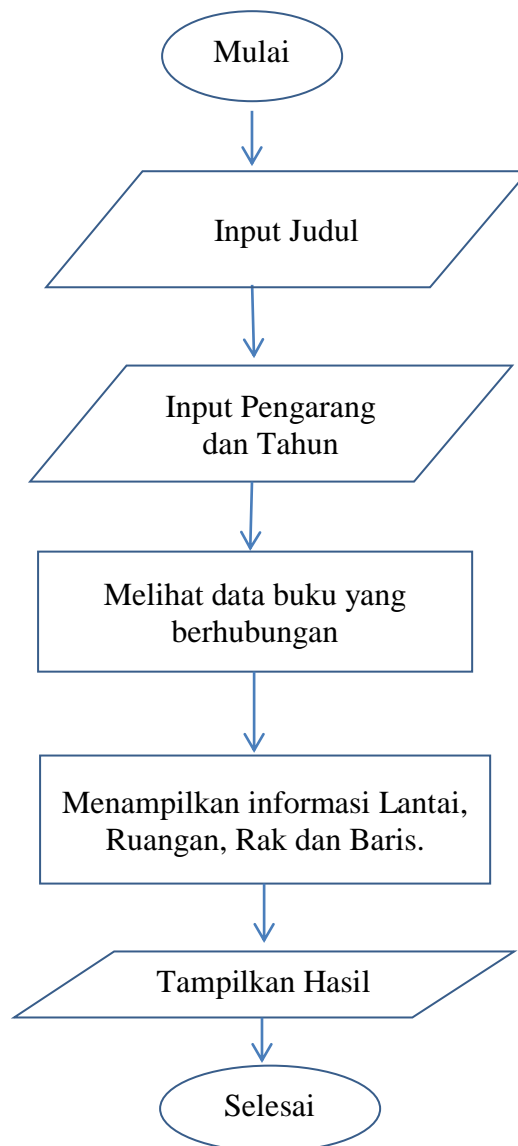 Mulai
Input Judul
Input Pengarang
dan Tahun
Melihat data buku yang
berhubungan
Menampilkan informasi Lantai,
Ruangan, Rak dan Baris.
Tampilkan Hasil
Selesai